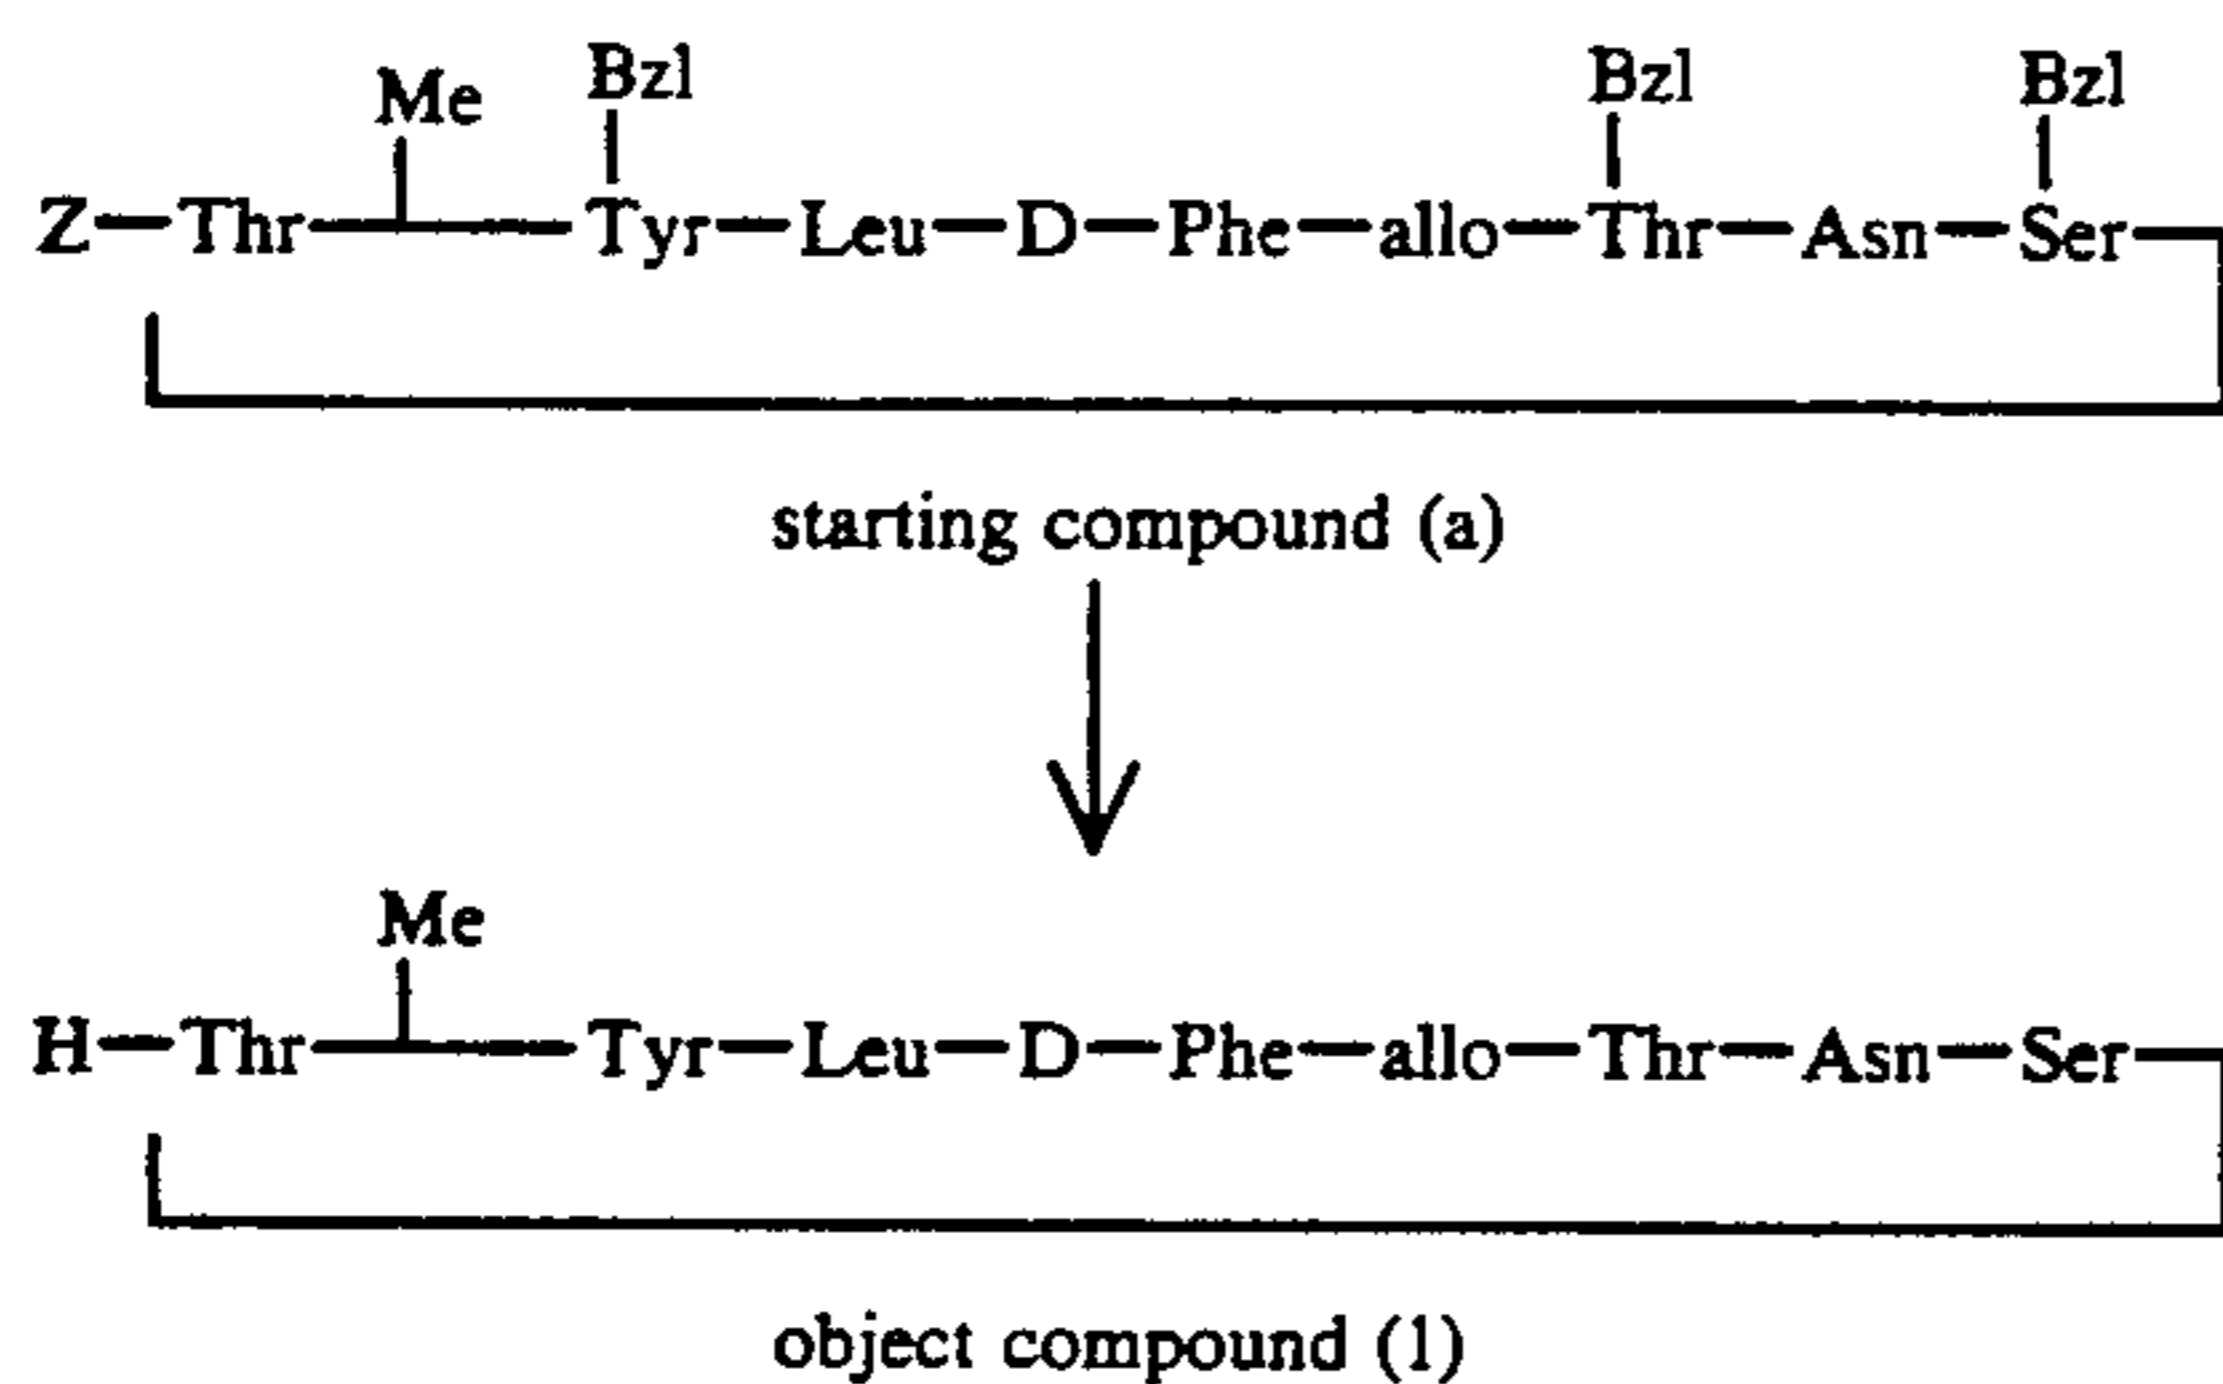 Me Bzl Bzl Bzl
Z—Thr—Tyr—Leu—D—Phe—allo—Thr—Asn—Ser
starting compound (a)
Me
H—Thr—Tyr—Leu—D—Phe—allo—Thr—Asn—Ser
object compound (1)